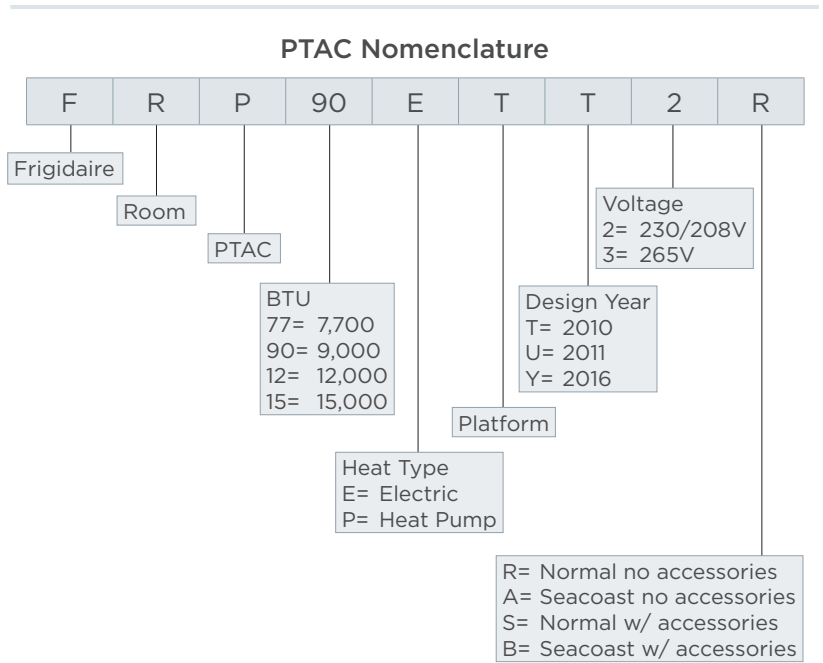 PTAC Nomenclature
F R P 90 E T T 2 R
Frigidaire
Room
PTAC
BTU
77= 7,700
90= 9,000
12= 12,000
15= 15,000
Heat Type
E= Electric
P= Heat Pump
Platform
Design Year
T= 2010
U= 2011
Y= 2016
Voltage
2= 230/208V
3= 265V
R= Normal no accessories
A= Seacoast no accessories
S= Normal w/ accessories
B= Seacoast w/ accessories